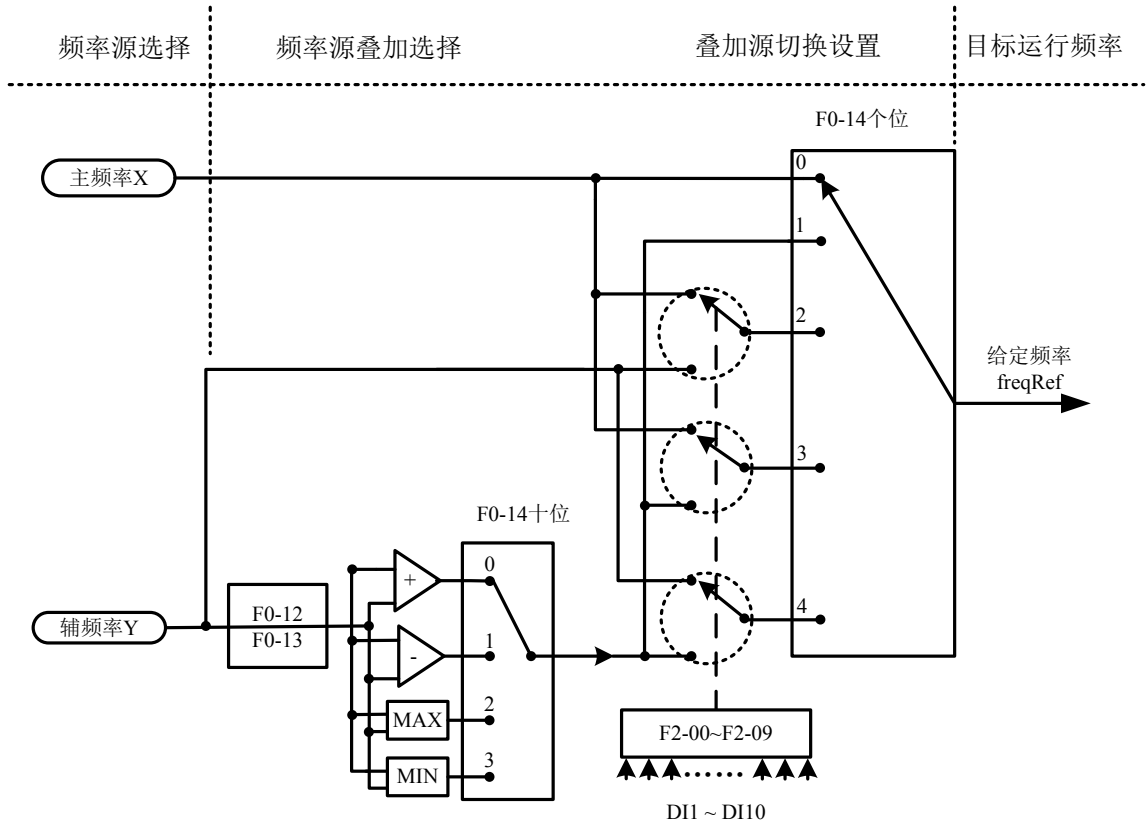 频率源选择
频率源叠加选择
叠加源切换设置
目标运行频率
F0-14个位
主频率X
0
1
2
3
4
给定频率
freqRef
F0-14十位
辅频率Y
F0-12
F0-13
+
-
MAX
MIN
0
1
2
3
F2-00~F2-09
DI1 ~ DI10